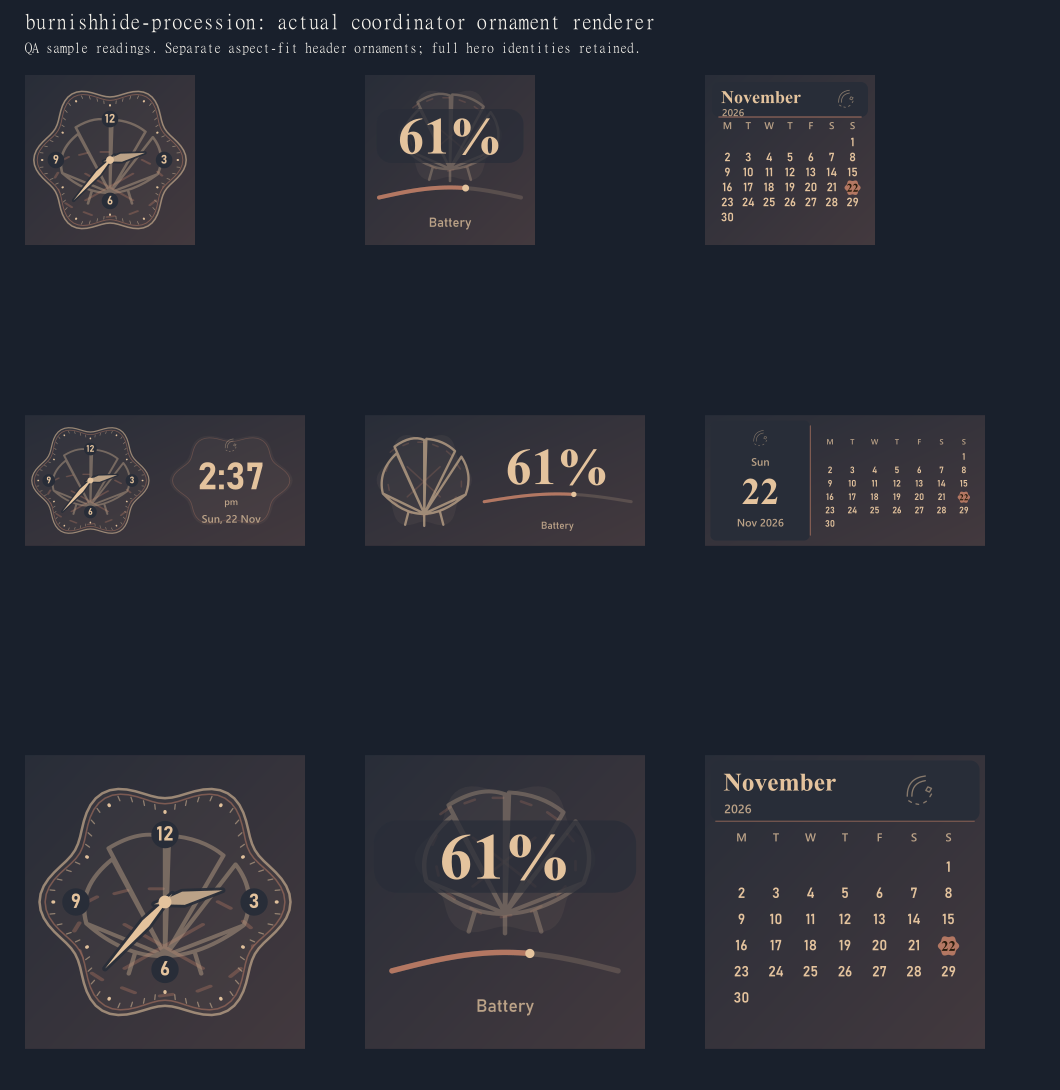 burnishhide-procession: actual coordinator ornament renderer
QA sample readings. Separate aspect-fit header ornaments; full hero identities retained.
12
9 3
6
61%
Battery
November
2026
M T W T F S S
1
2 3 4 5 6 7 8
9 10 11 12 13 14 15
16 17 18 19 20 21 22
23 24 25 26 27 28 29
30
12
9 3
6
2:37
pm
Sun, 22 Nov
61%
Battery
Sun
22
Nov 2026
M T W T F S S
1
2 3 4 5 6 7 8
9 10 11 12 13 14 15
16 17 18 19 20 21 22
23 24 25 26 27 28 29
30
12
9 3
6
61%
Battery
November
2026
M T W T F S S
1
2 3 4 5 6 7 8
9 10 11 12 13 14 15
16 17 18 19 20 21 22
23 24 25 26 27 28 29
30